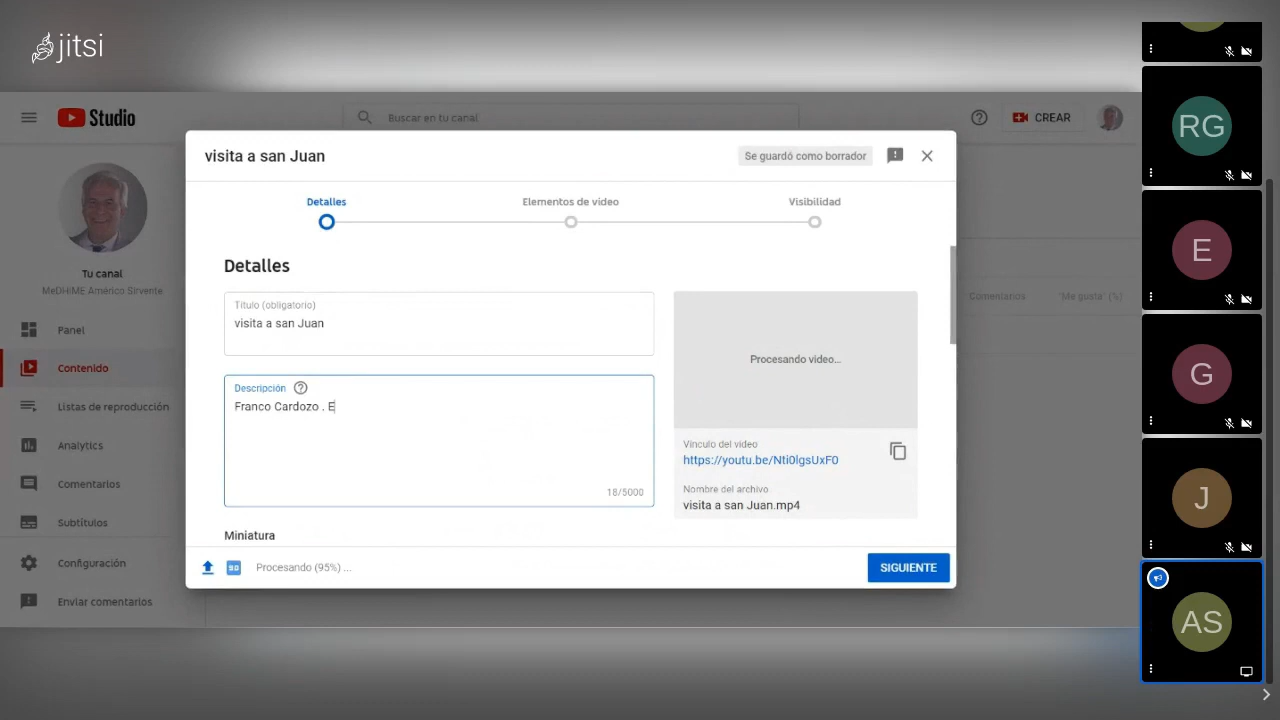 jitsi
Studio
Buscar en tu canal
CREAR
visita a san Juan
Se guardó como borrador
Detalles
Elementos de video
Visibilidad
Tu canal
MeDHiME Américo Sirvente
Panel
Contenido
Listas de reproducción
Analytics
Comentarios
Subtítulos
Configuración
Enviar comentarios
Detalles
Título (obligatorio)
visita a san Juan
Descripción
Franco Cardozo . E
18/5000
Miniatura
Procesando video...
Vínculo del video
https://youtu.be/Nti0lgsUxF0
Nombre del archivo
visita a san Juan.mp4
SD
Procesando (95%) ...
SIGUIENTE
Comentarios
'Me gusta' (%)
RG
E
G
J
AS